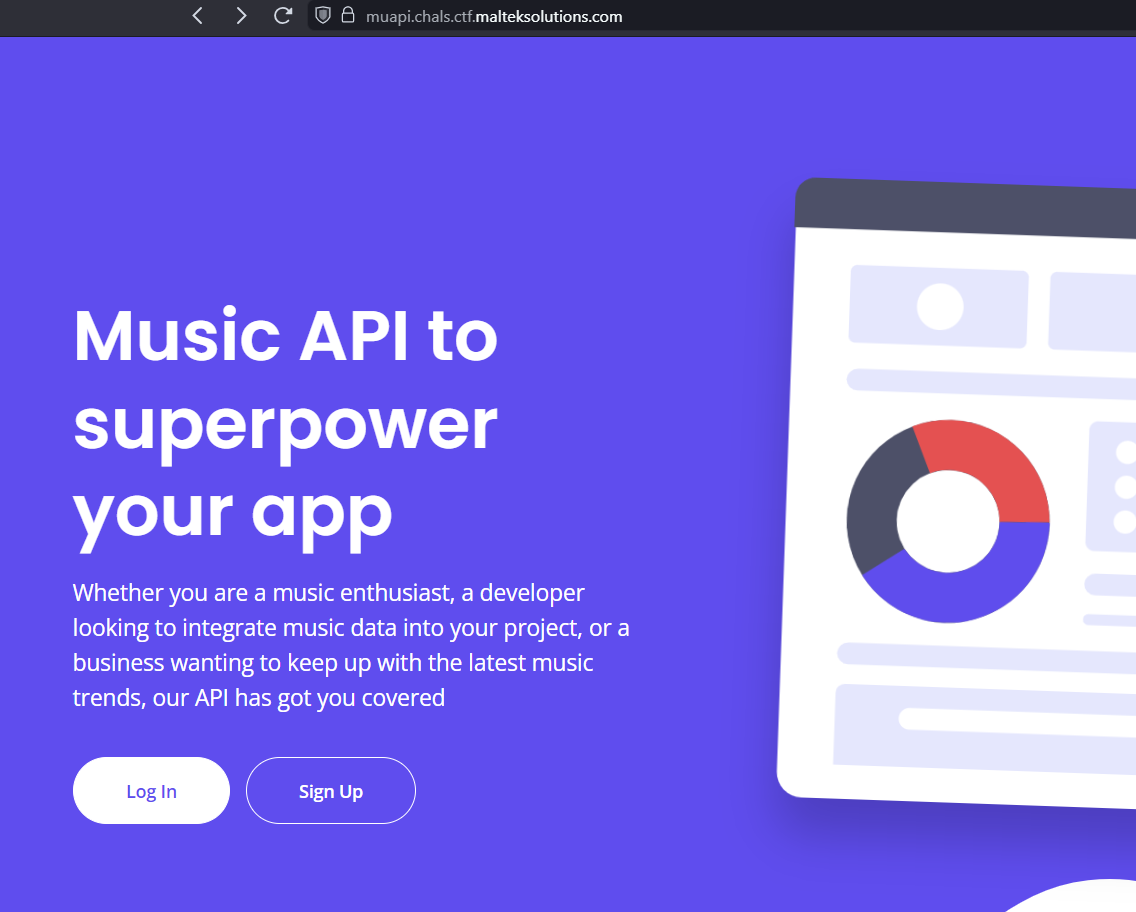 muapi.chals.ctf.malteksolutions.com
Music API to
superpower
your app
Whether you are a music enthusiast, a developer
looking to integrate music data into your project, or a
business wanting to keep up with the latest music
trends, our API has got you covered
Log In
Sign Up